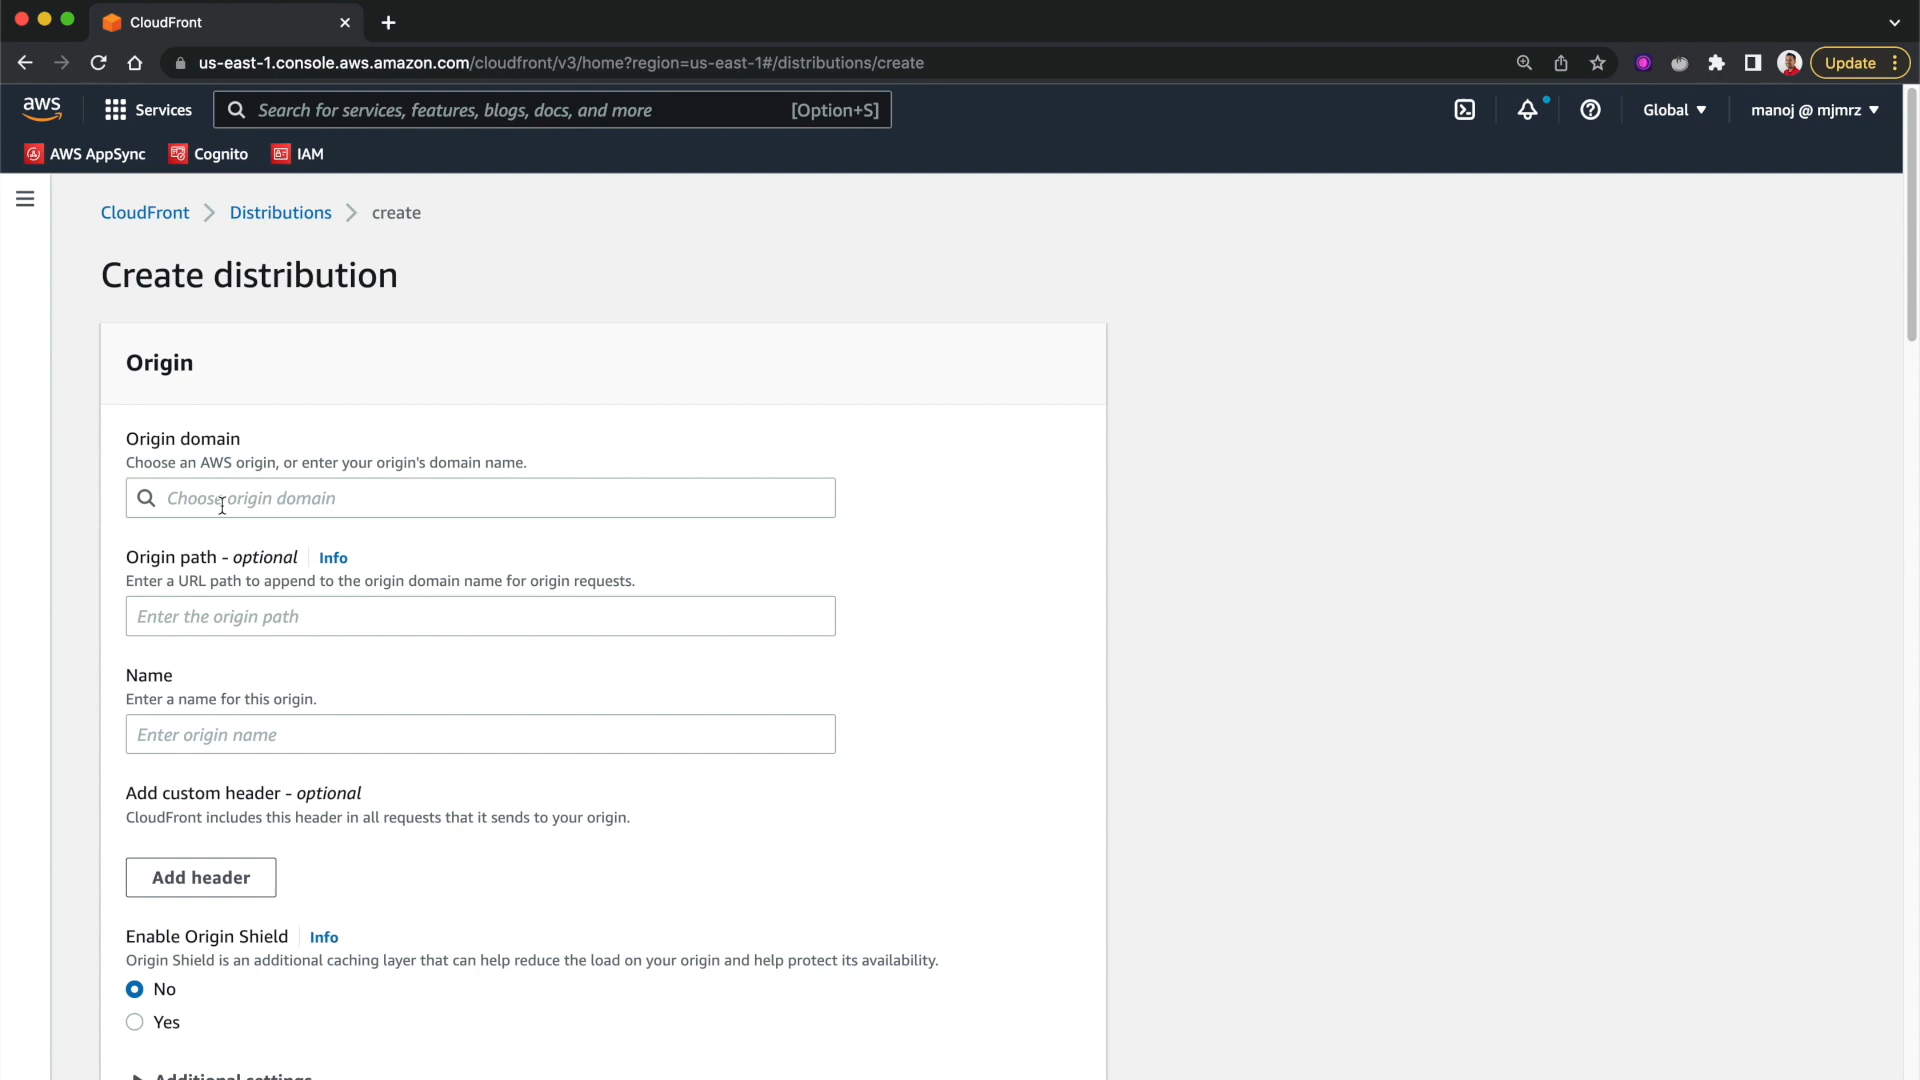 CloudFront
us-east-1.console.aws.amazon.com/cloudfront/v3/home?region=us-east-1#/distributions/create
Update
aws
Services
Search for services, features, blogs, docs, and more
[Option+S]
Global
manoj @ mjmrz
AWS AppSync
Cognito
IAM
CloudFront
Distributions
create
Create distribution
Origin
Origin domain
Choose an AWS origin, or enter your origin's domain name.
Choose origin domain
Origin path - optional
Info
Enter a URL path to append to the origin domain name for origin requests.
Enter the origin path
Name
Enter a name for this origin.
Enter origin name
Add custom header - optional
CloudFront includes this header in all requests that it sends to your origin.
Add header
Enable Origin Shield
Info
Origin Shield is an additional caching layer that can help reduce the load on your origin and help protect its availability.
No
Yes
Additional settings